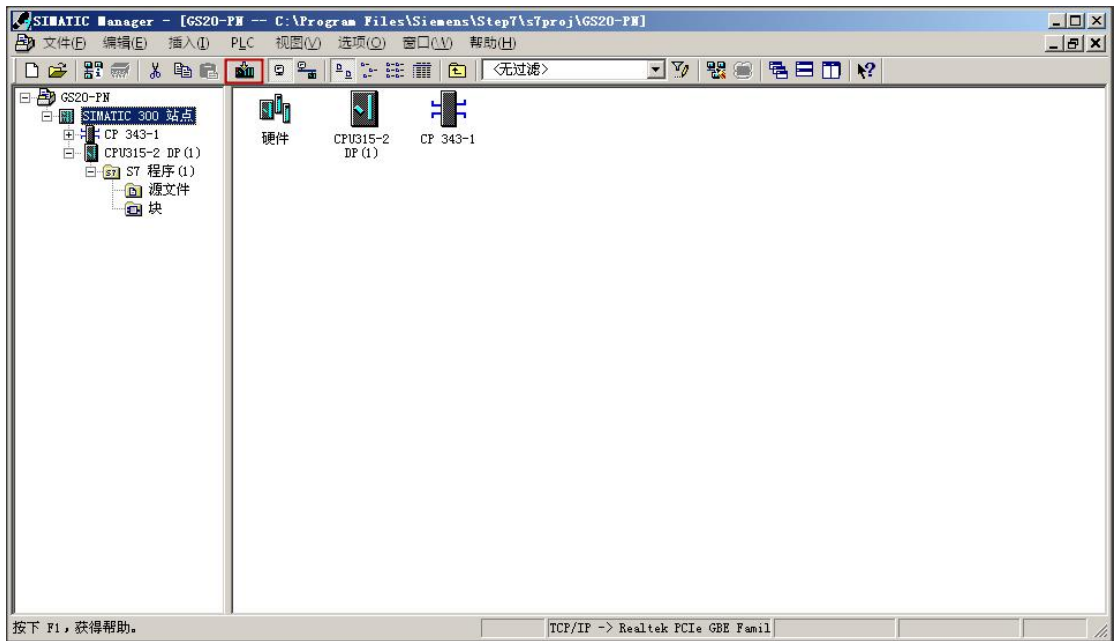 SIMATIC Manager - [GS20-PN -- C:\Program Files\Siemens\Step7\s7proj\GS20-PN]
文件(F) 编辑(E) 插入(I) PLC 视图(V) 选项(O) 窗口(W) 帮助(H)
<无过滤>
GS20-PN
SIMATIC 300 站点
CP 343-1
CPU315-2 DP(1)
S7 程序(1)
源文件
块
硬件
CPU315-2 DP(1)
CP 343-1
按下 F1，获得帮助。
TCP/IP -> Realtek PCIe GBE Famil